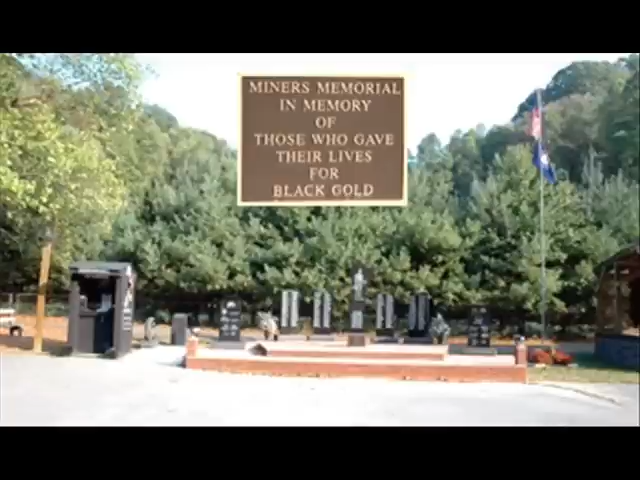 MINERS MEMORIAL
IN MEMORY
OF
THOSE WHO GAVE
THEIR LIVES
FOR
BLACK GOLD